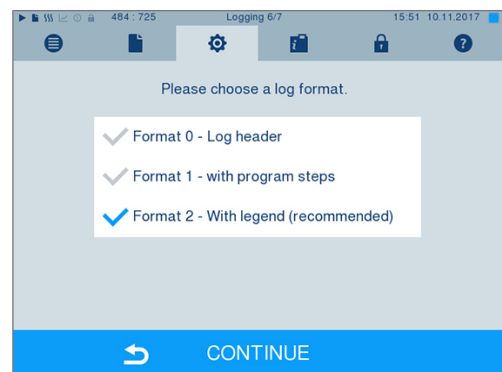 484 : 725 Logging 6/7 15:51 10.11.2017
Please choose a log format.
Format 0 - Log header
Format 1 - with program steps
Format 2 - With legend (recommended)
CONTINUE